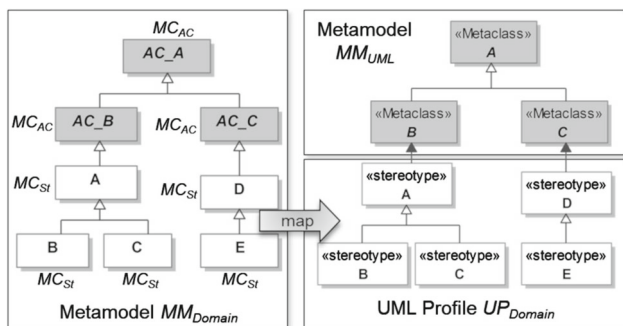 MC_AC
AC_A
MC_AC
AC_B
MC_AC
AC_C
MC_St
A
MC_St
D
B
C
E
MC_St
MC_St
MC_St
Metamodel MM_Domain
map
Metamodel
MM_UML
«Metaclass»
A
«Metaclass»
B
«Metaclass»
C
«stereotype»
A
«stereotype»
D
«stereotype»
B
«stereotype»
C
«stereotype»
E
UML Profile UP_Domain